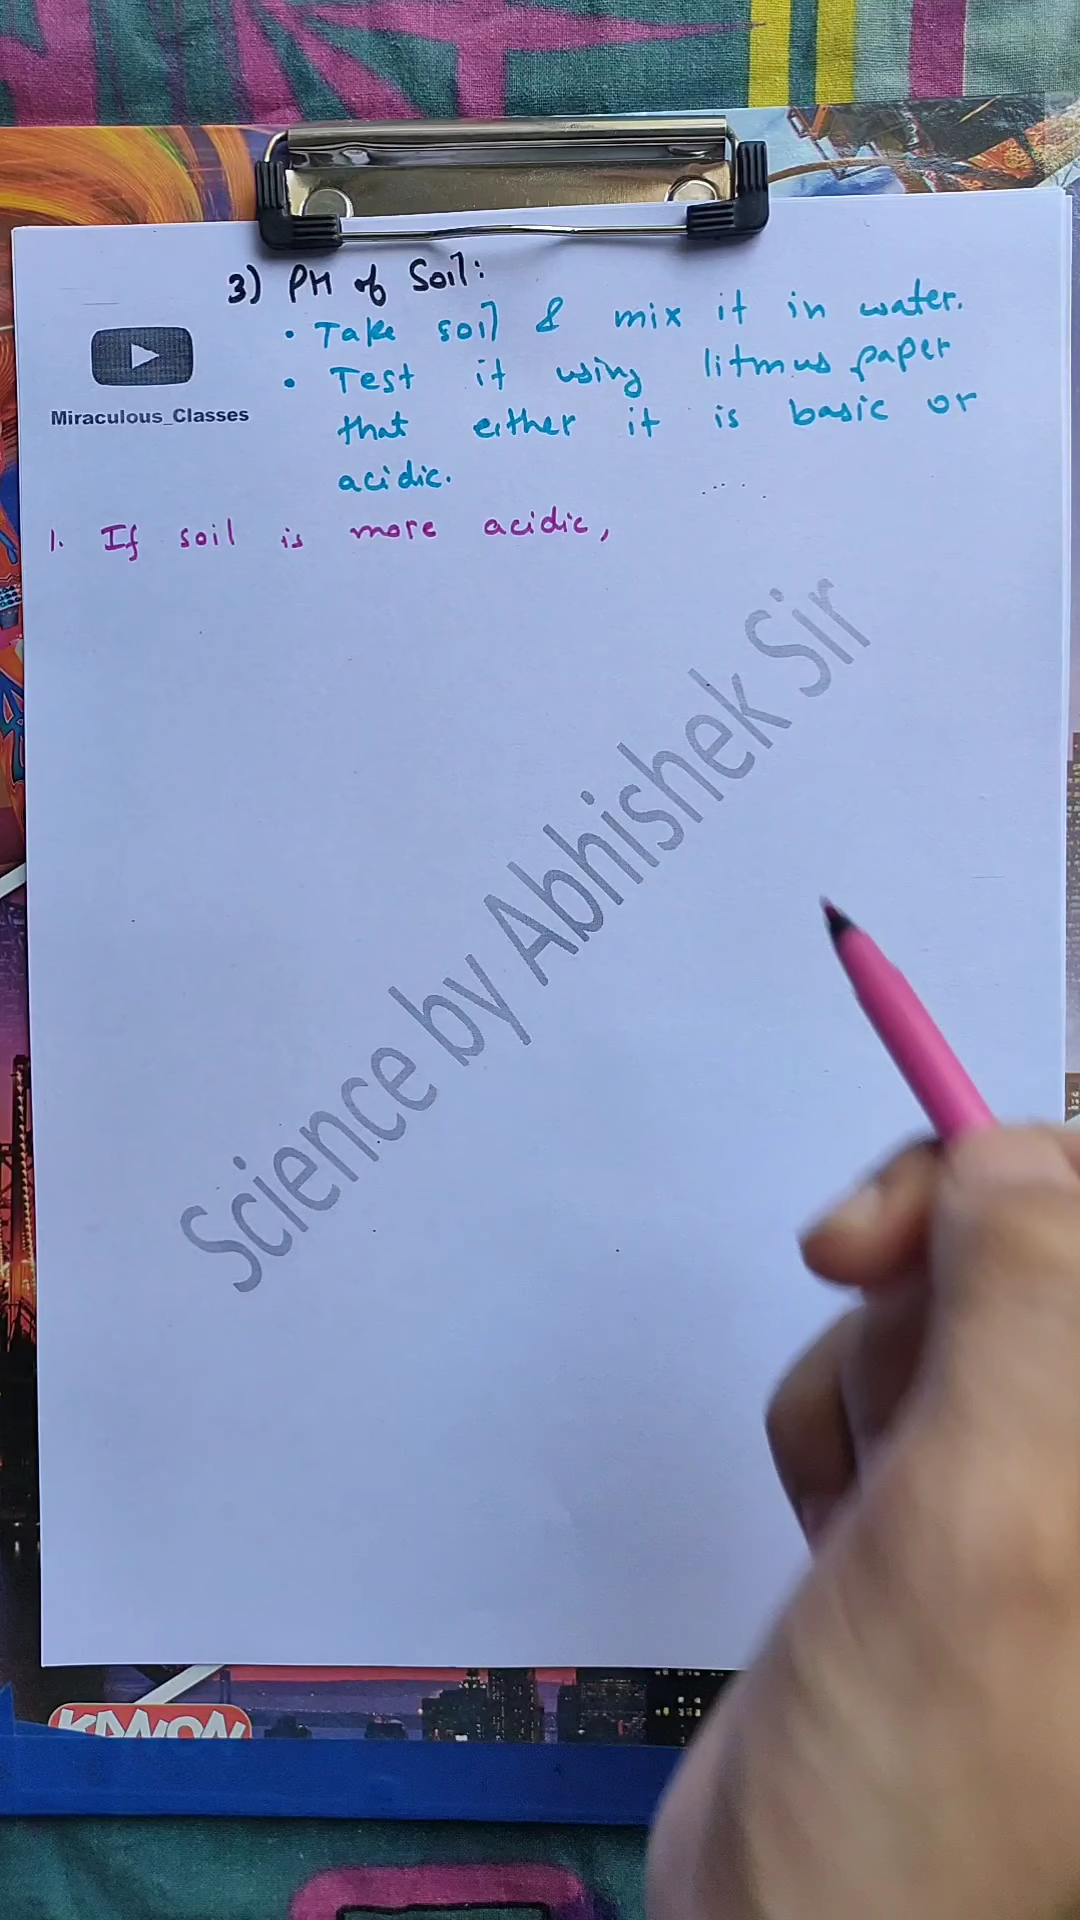 3) PH of Soil:
• Take soil & mix it in water.
• Test it using litmus paper
that either it is basic or
acidic.
Miraculous_Classes
1. If soil is more acidic,
Science by Abhishek Sir